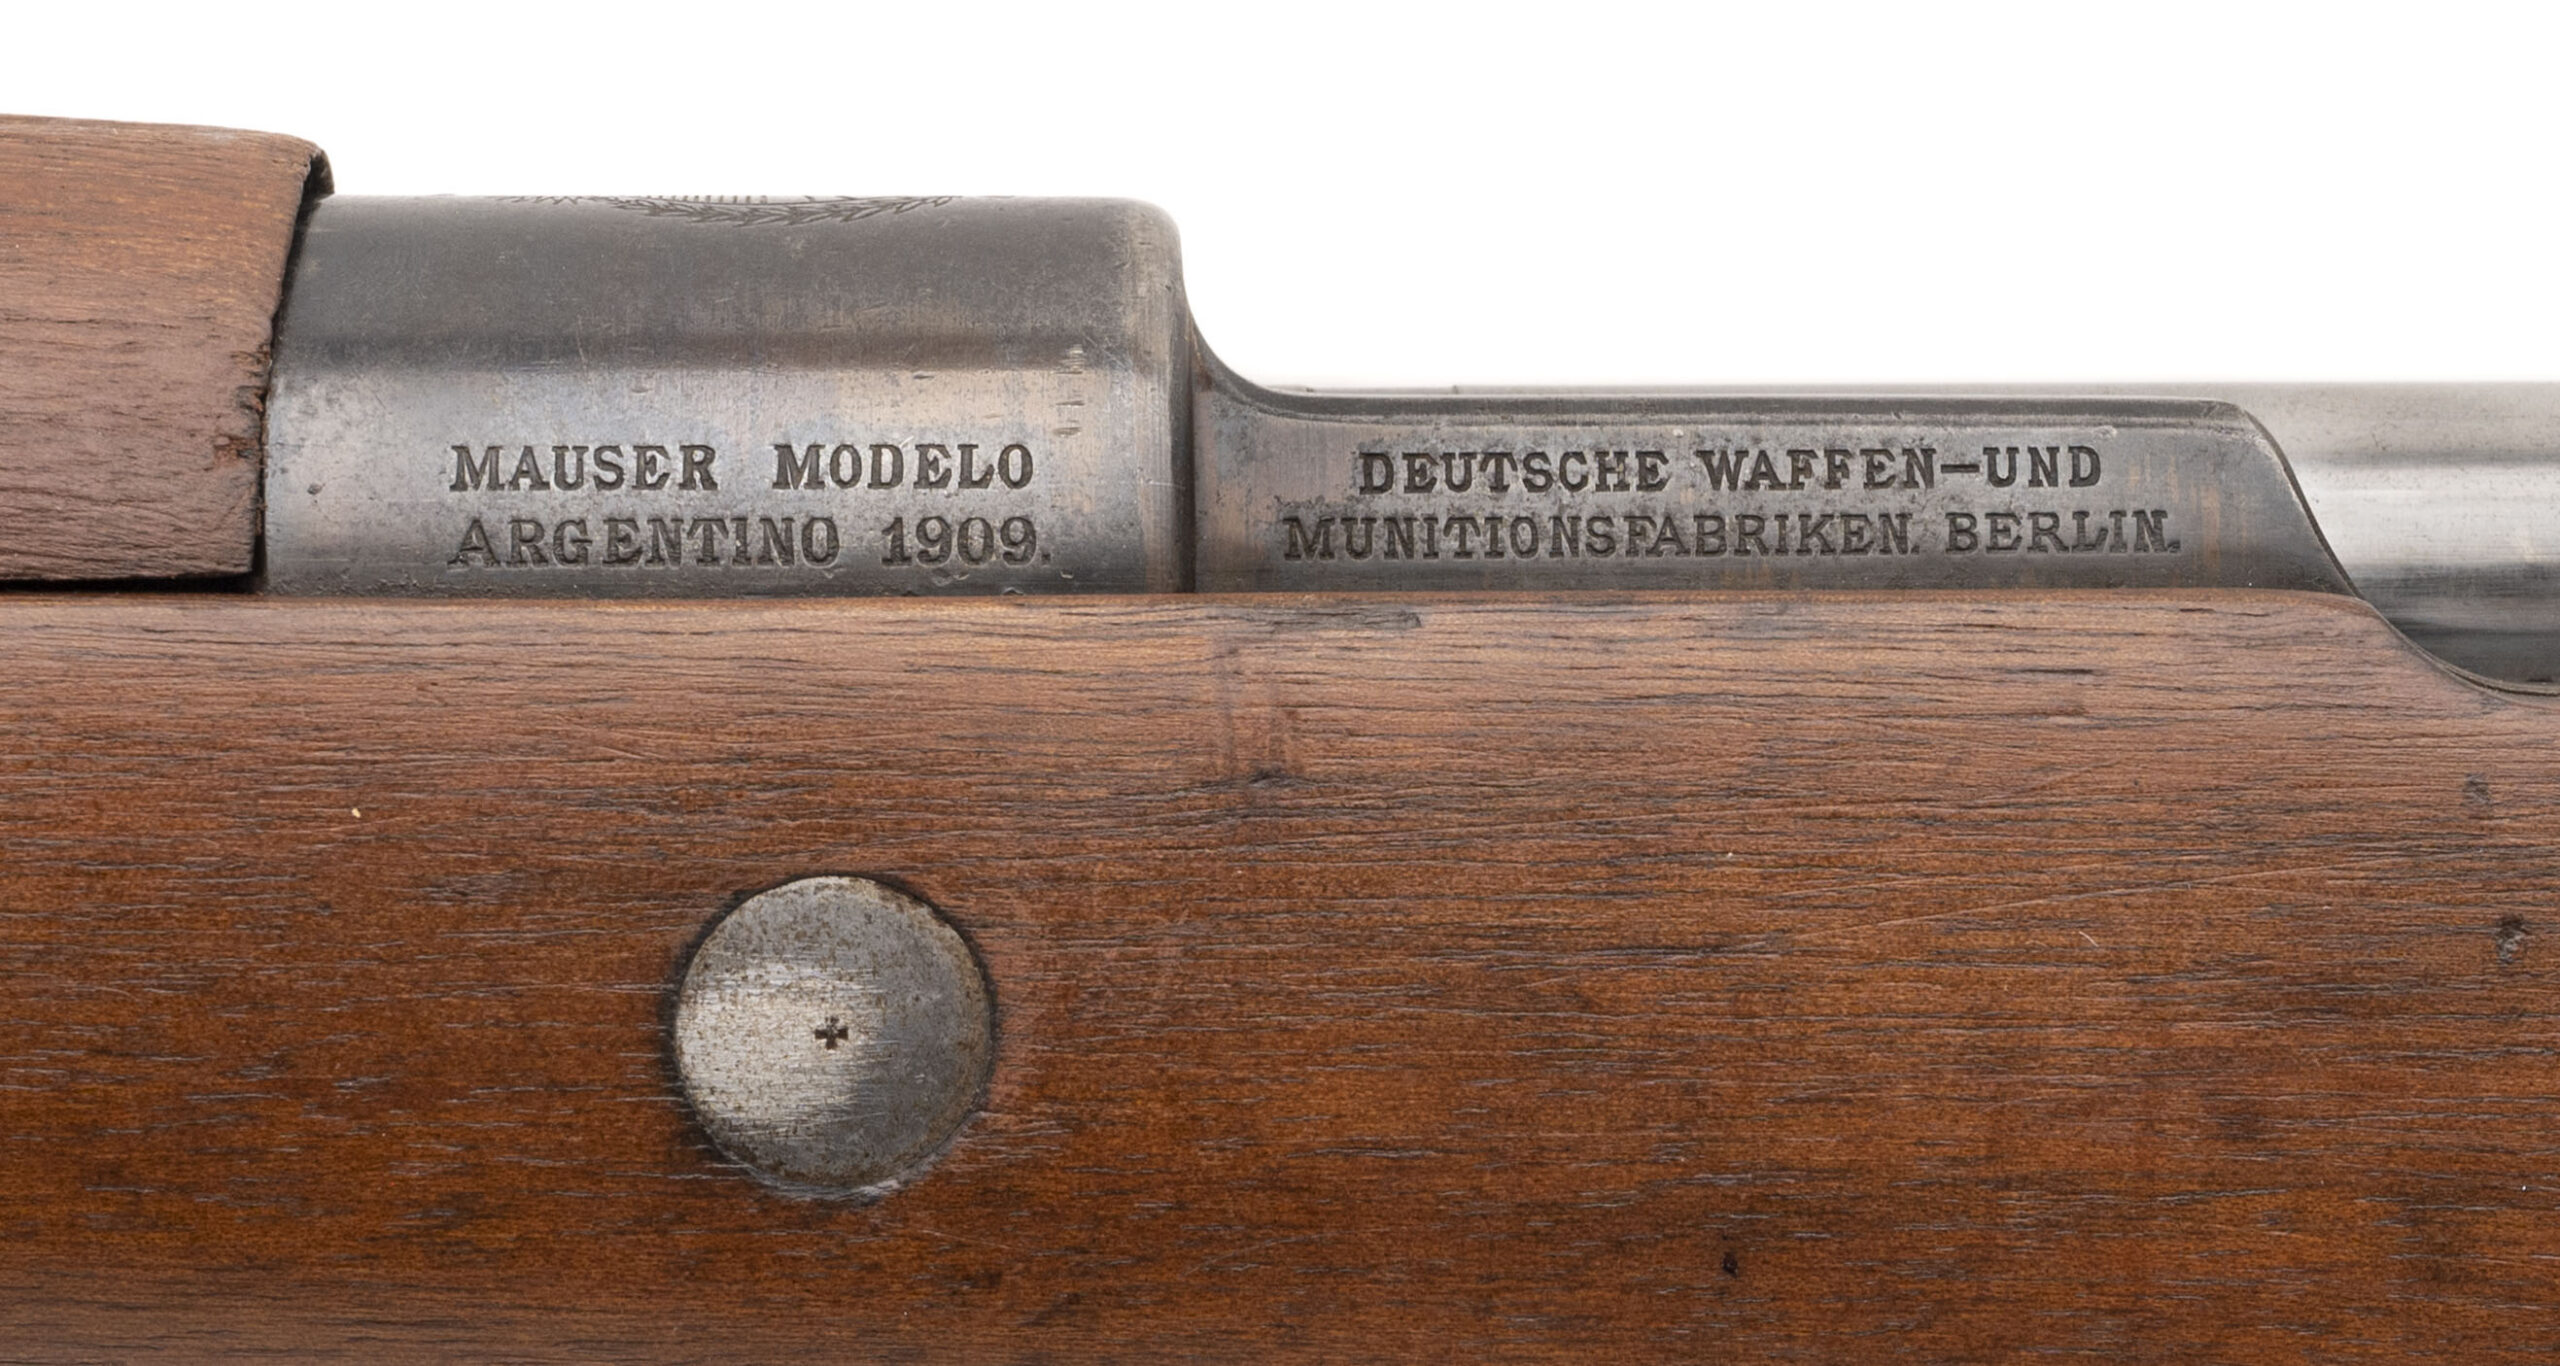 MAUSER MODELO
ARGENTINO 1909.
DEUTSCHE WAFFEN-UND
MUNITIONSFABRIKEN. BERLIN.